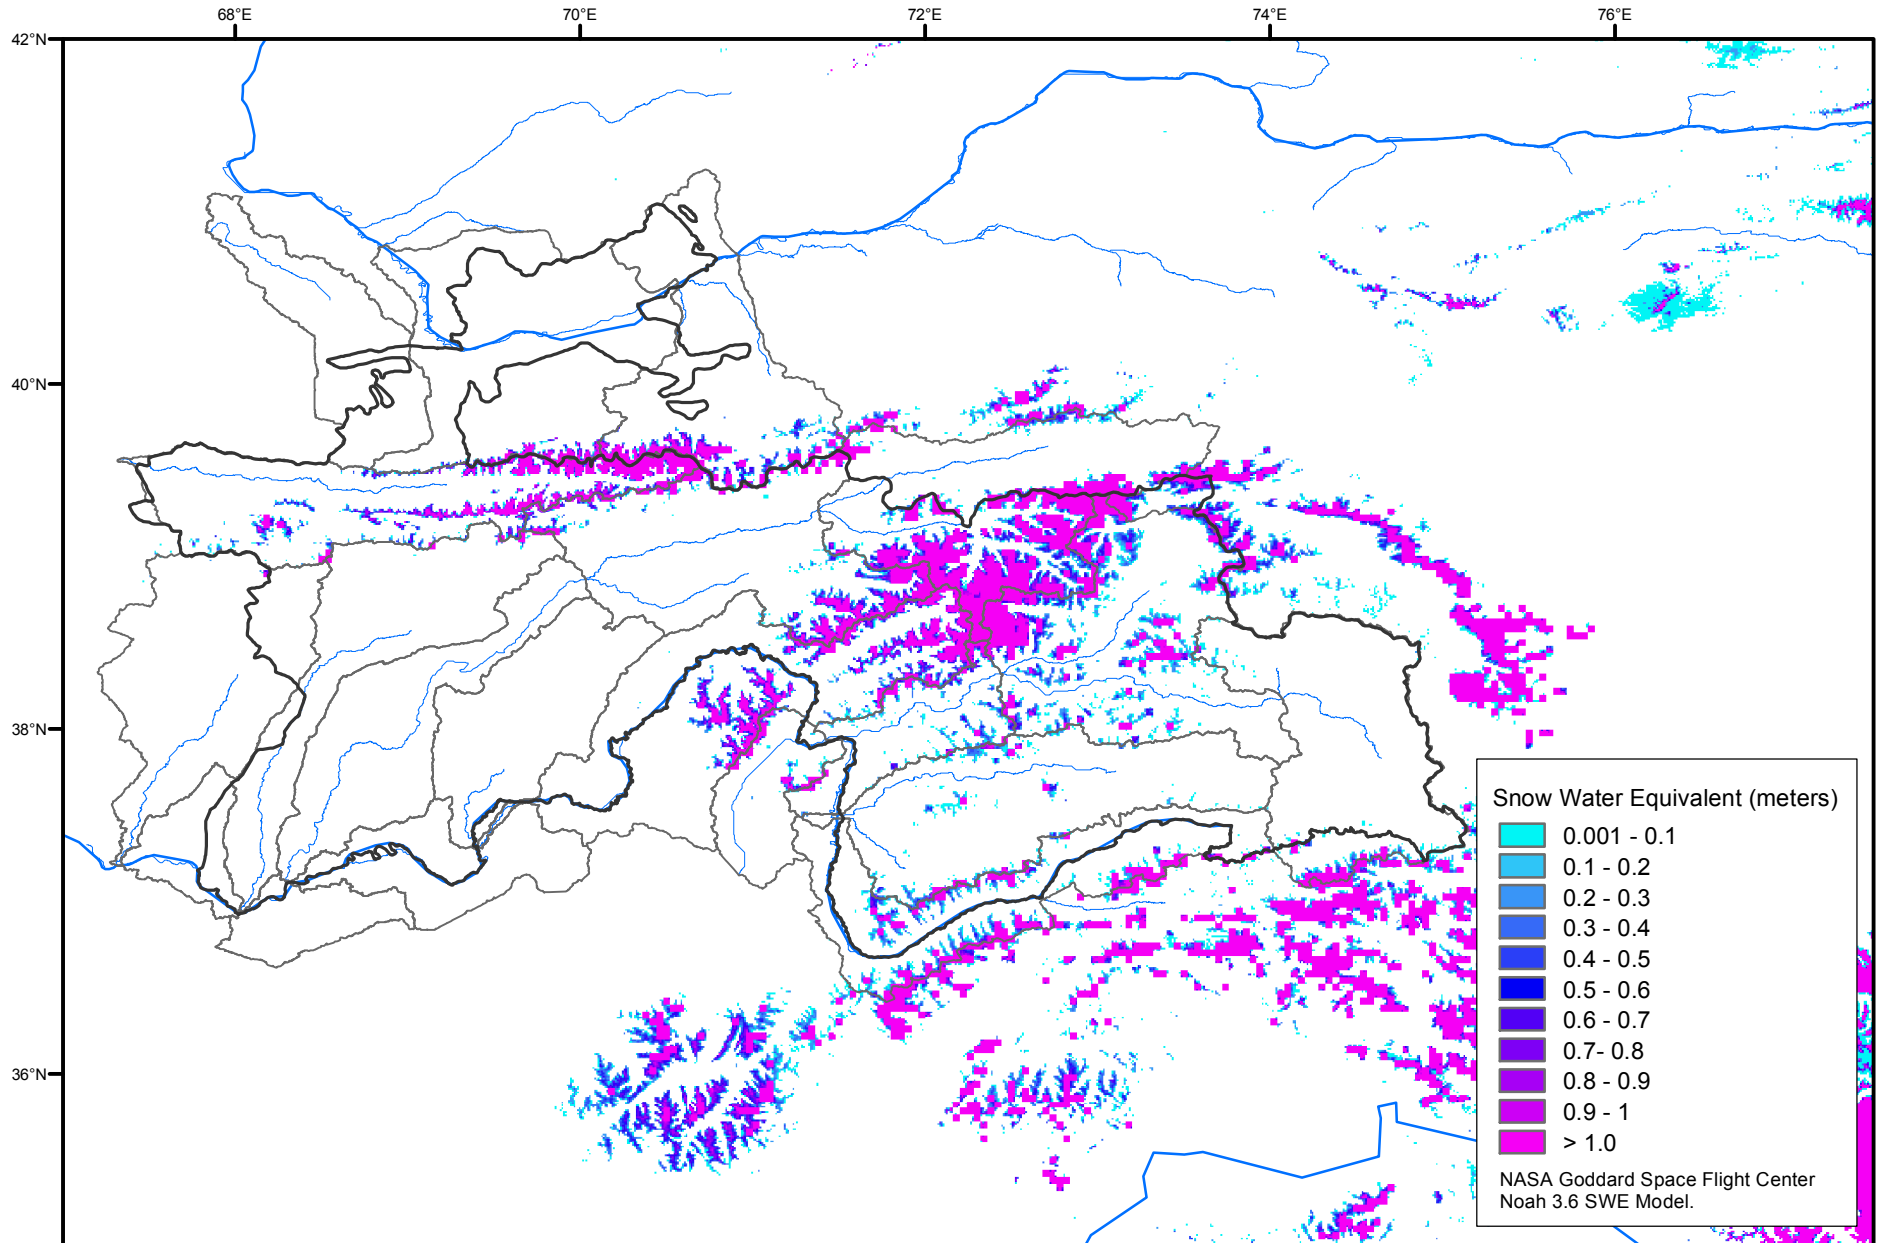 68°E
70°E
72°E
74°E
76°E
42°N
40°N
38°N
36°N
Snow Water Equivalent (meters)
0.001 - 0.1
0.1 - 0.2
0.2 - 0.3
0.3 - 0.4
0.4 - 0.5
0.5 - 0.6
0.6 - 0.7
0.7- 0.8
0.8 - 0.9
0.9 - 1
> 1.0
NASA Goddard Space Flight Center
Noah 3.6 SWE Model.